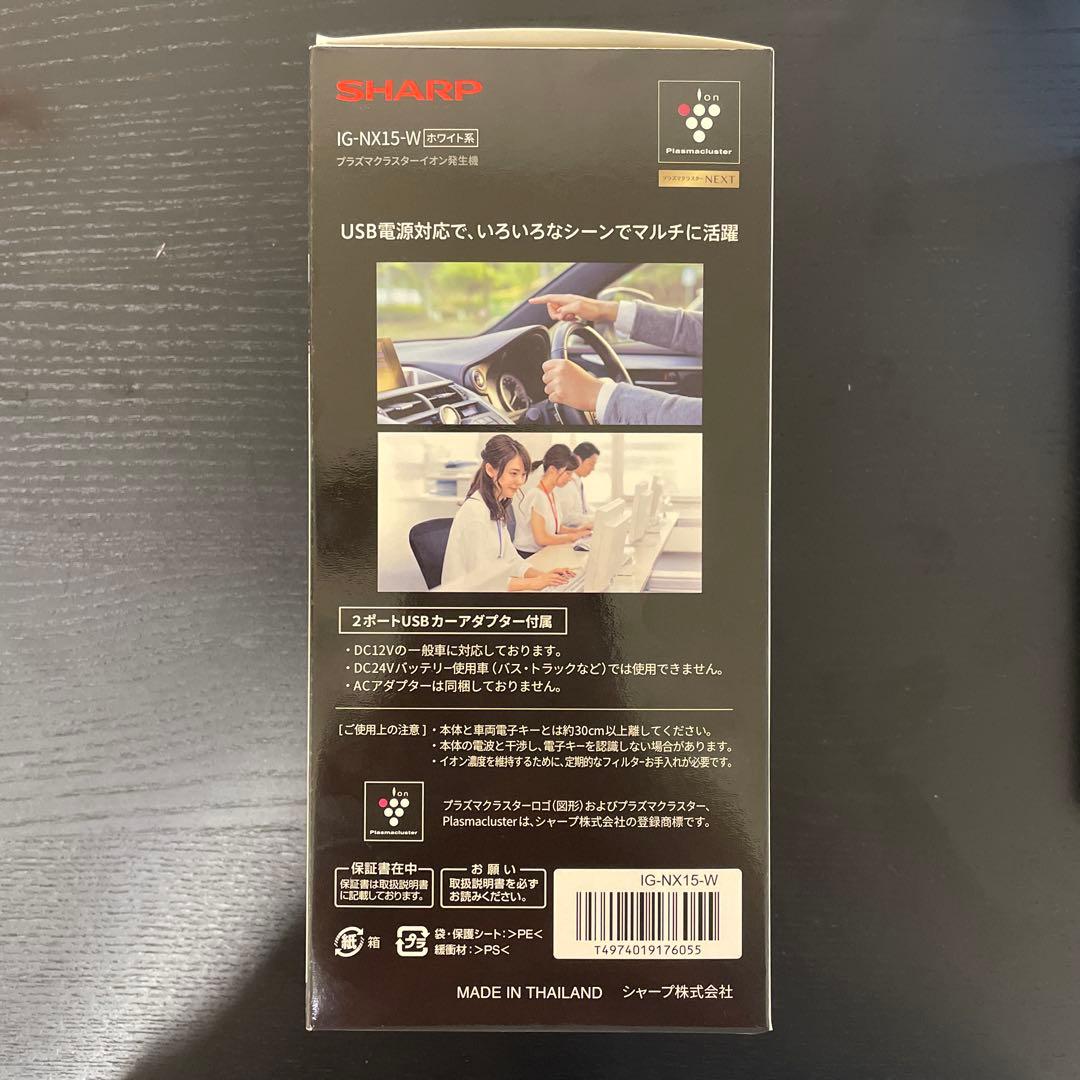 SHARP
IG-NX15-W ホワイト系
プラズマクラスターイオン発生機
ion
Plasmacluster
プラズマクラスターNEXT
USB電源対応で、いろいろなシーンでマルチに活躍
2ポートUSBカーアダプター付属
・DC12Vの一般車に対応しております。
・DC24Vバッテリー使用車(バス・トラックなど)では使用できません。
・ACアダプターは同梱しておりません。
[ご使用上の注意]・本体と車両電子キーとは約30cm以上離してください。
・本体の電波と干渉し、電子キーを認識しない場合があります。
・イオン濃度を維持するために、定期的なフィルターお手入れが必要です。
ion
Plasmacluster
プラズマクラスターロゴ(図形)およびプラズマクラスター、
Plasmaclusterは、シャープ株式会社の登録商標です。
保証書在中
保証書は取扱説明書
に記載しております。
お願い
取扱説明書を必ず
お読みください。
紙 箱
プラ 袋・保護シート:>PE<
緩衝材:>PS<
IG-NX15-W
T4974019176055
MADE IN THAILAND シャープ株式会社